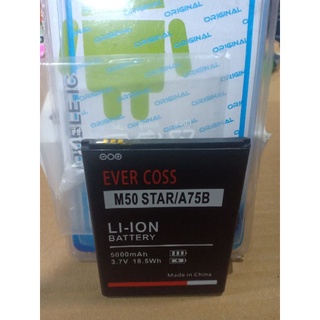 ORIGINAL
ORIGINAL
ORIGINAL
ORIGINAL
ORIGINAL
EVER COSS
M50 STAR/A75B
LI-ION
BATTERY
5000mAh
3.7V 18.5Wh
Made in China